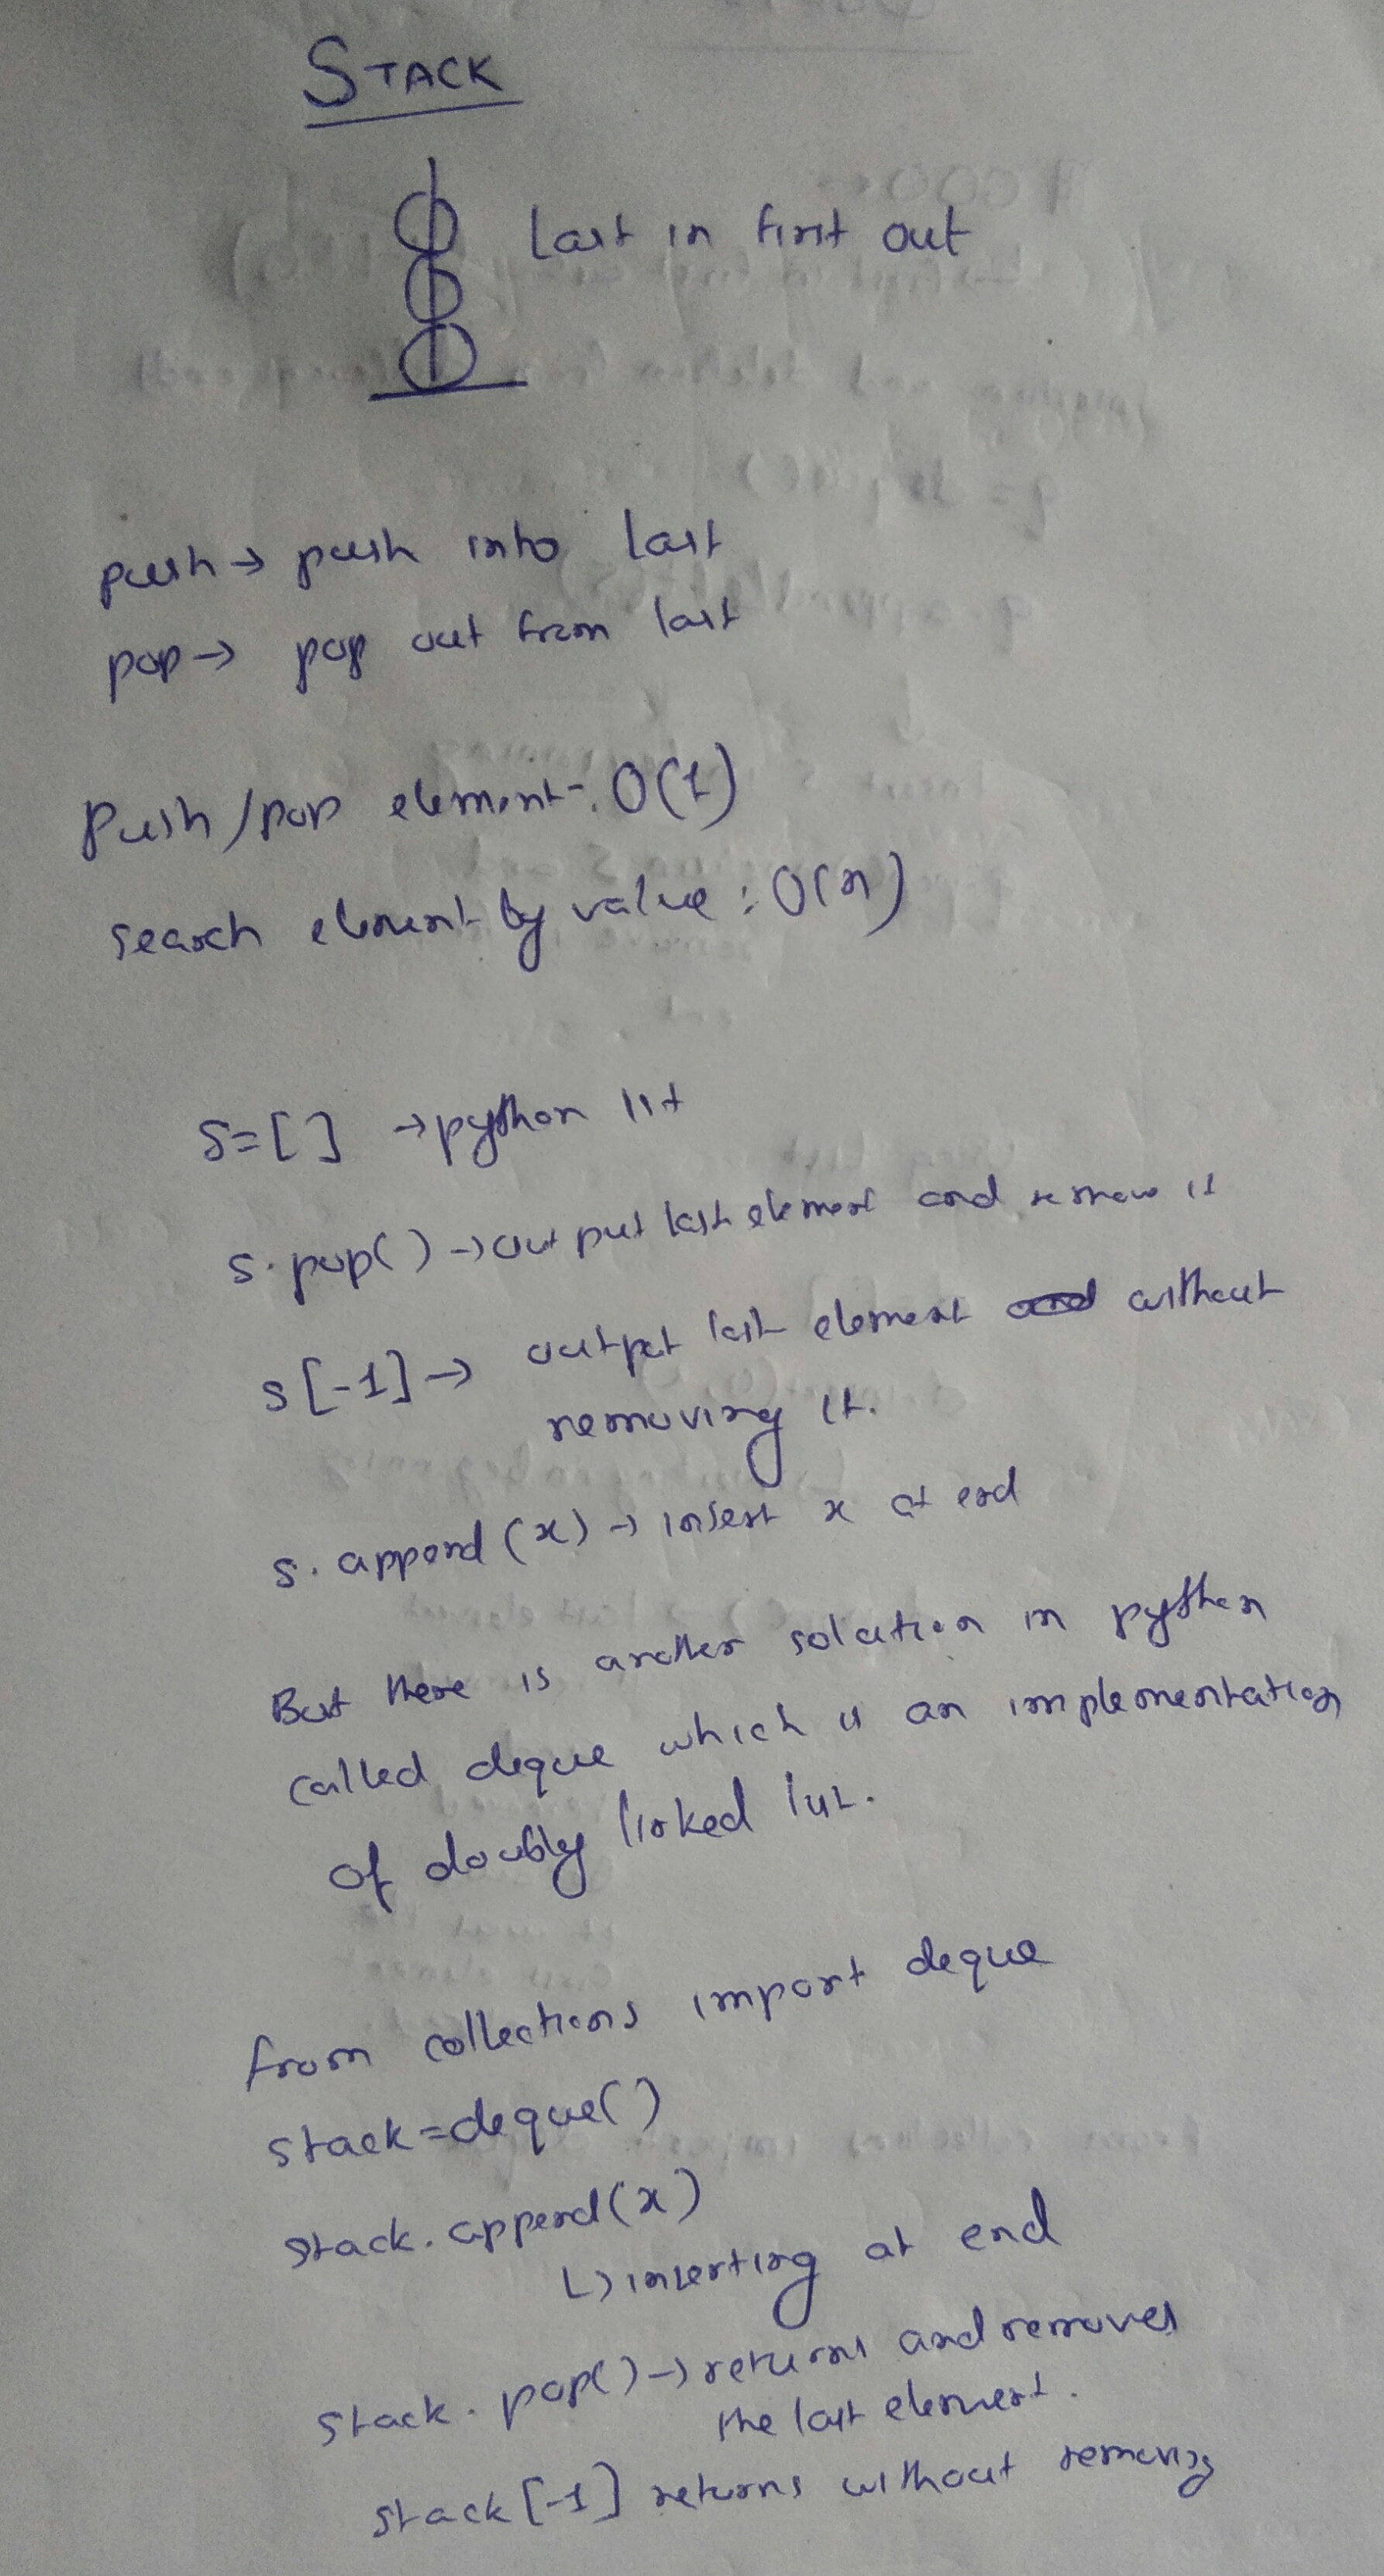 STACK
Last in first out
push → push into last
pop → pop out from last
Push/pop element-: O(1)
search element by value : O(n)
S=[ ] → python list
s.pop() → output last element and remove it
s[-1] → output last element without
removing it.
s.append(x) → insert x at end
But there is another solution in python
called deque which is an implementation
of doubly linked list.
from collections import deque
stack=deque()
stack.append(x)
↳ inserting at end
stack.pop() → returns and removes
the last element.
stack[-1] returns without removing